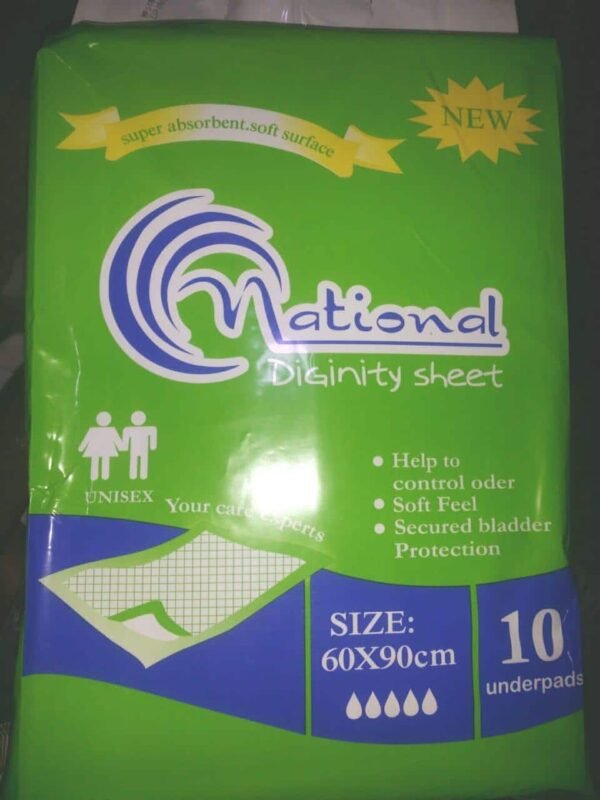 super absorbent.soft surface
NEW
National
Diginity sheet
UNISEX
Your care experts
Help to
control oder
Soft Feel
Secured bladder
Protection
SIZE:
60X90cm
10
underpads